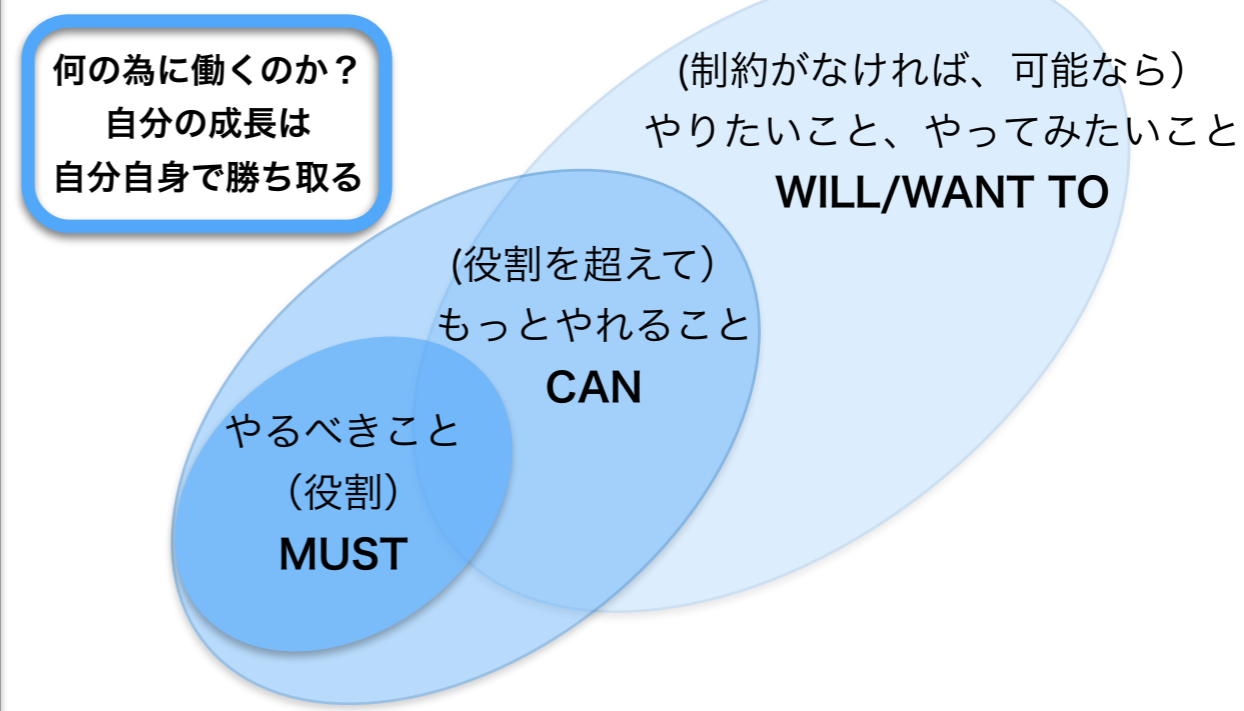 何の為に働くのか？
自分の成長は
自分自身で勝ち取る
(制約がなければ、可能なら）
やりたいこと、やってみたいこと
WILL/WANT TO
(役割を超えて）
もっとやれること
CAN
やるべきこと
（役割）
MUST